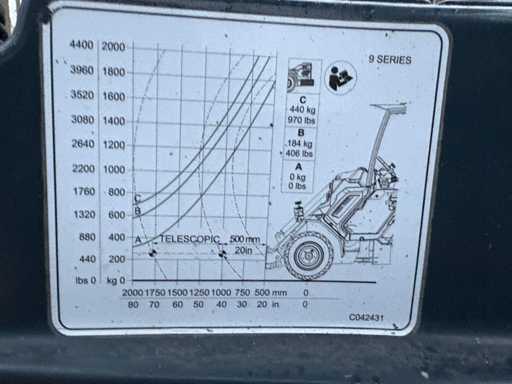 9 SERIES
4400 2000
3960 1800
3520 1600
3080 1400
2640 1200
2200 1000
1760 800
1320 600
880 400
440 200
lbs 0 kg 0
C
440 kg
970 lbs
B
184 kg
406 lbs
A
0 kg
0 lbs
C
B
A
TELESCOPIC 500 mm
20in
2000 1750 1500 1250 1000 750 500 mm 0
80 70 60 50 40 30 20 in 0
C042431